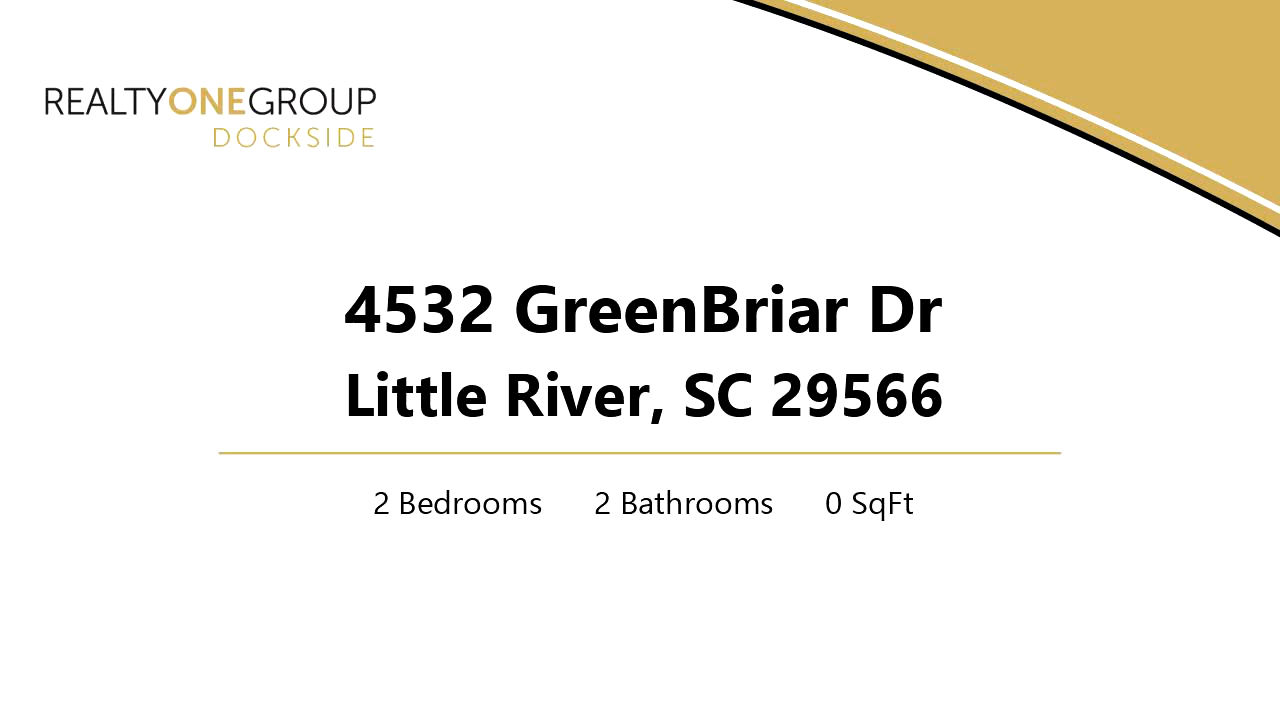 REALTYONEGROUP
DOCKSIDE
4532 GreenBriar Dr
Little River, SC 29566
2 Bedrooms 2 Bathrooms 0 SqFt